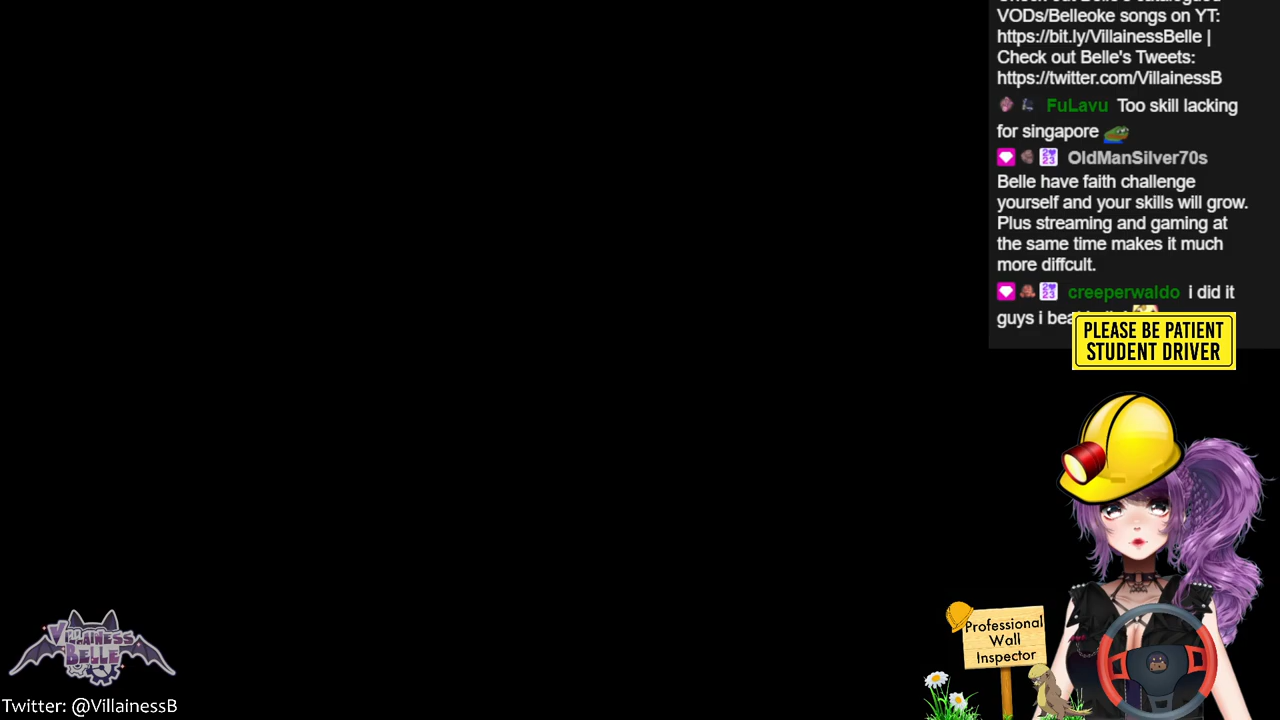 VODs/Belleoke songs on YT:
https://bit.ly/VillainessBelle |
Check out Belle's Tweets:
https://twitter.com/VillainessB
FuLavu Too skill lacking
for singapore
OldManSilver70s
Belle have faith challenge
yourself and your skills will grow.
Plus streaming and gaming at
the same time makes it much
more diffcult.
creeperwaldo i did it
guys i
PLEASE BE PATIENT
STUDENT DRIVER
Professional
Wall
Inspector
VILLAINESS
BELLE
Twitter: @VillainessB